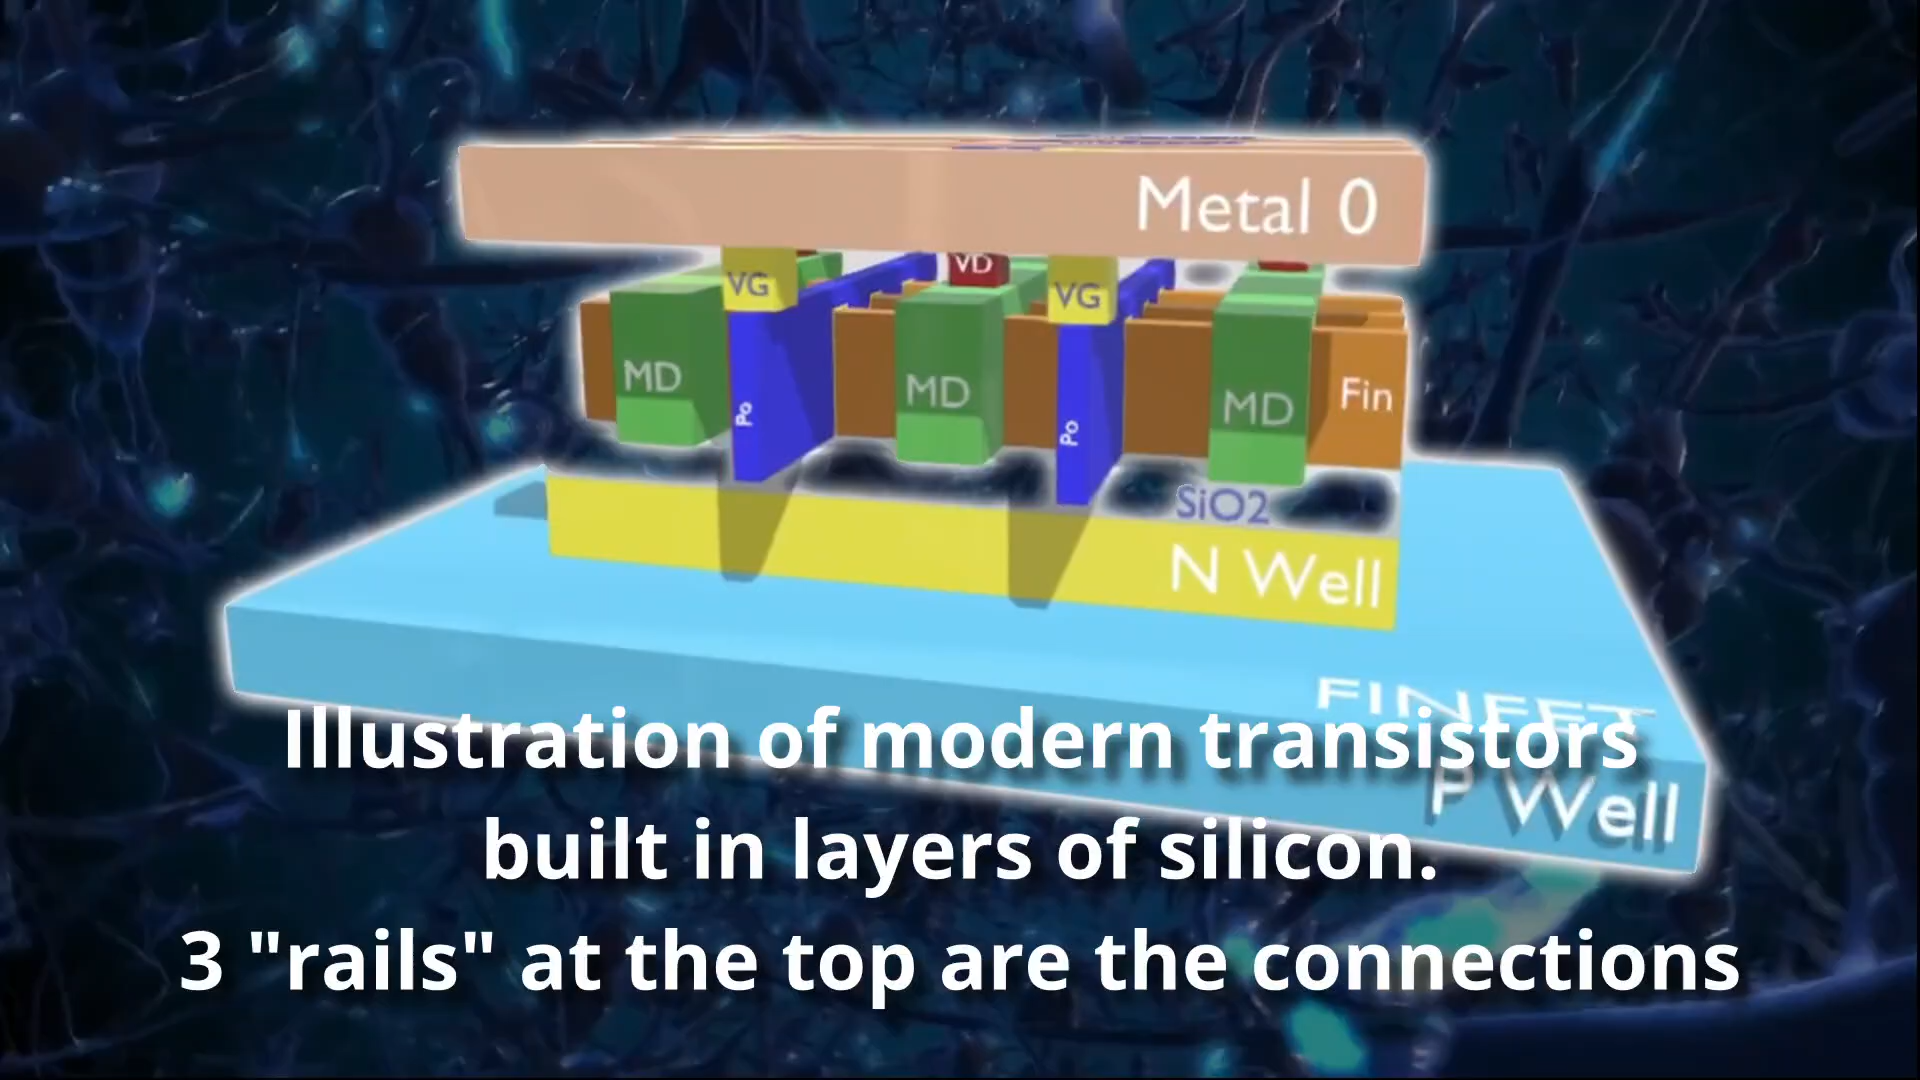 Metal 0
VG
VD
VG
MD
MD
MD
Fin
Po
Po
SiO2
N Well
FINFET
P Well
Illustration of modern transistors
built in layers of silicon.
3 "rails" at the top are the connections